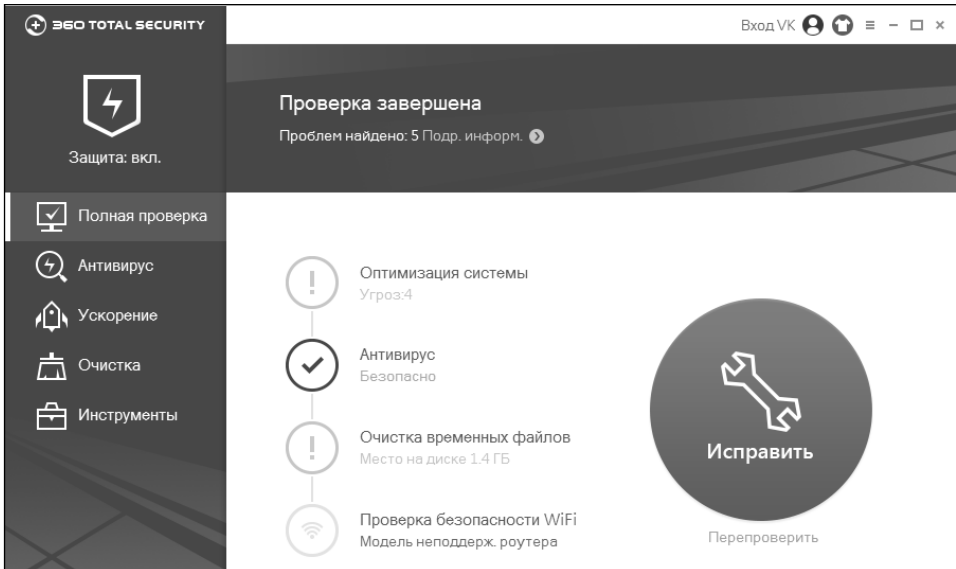 360 TOTAL SECURITY
Вход VK
Защита: вкл.
Проверка завершена
Проблем найдено: 5 Подр. информ.
Полная проверка
Антивирус
Ускорение
Очистка
Инструменты
Оптимизация системы
Угроз:4
Антивирус
Безопасно
Очистка временных файлов
Место на диске 1.4 ГБ
Проверка безопасности WiFi
Модель неподдерж. роутера
Исправить
Перепроверить